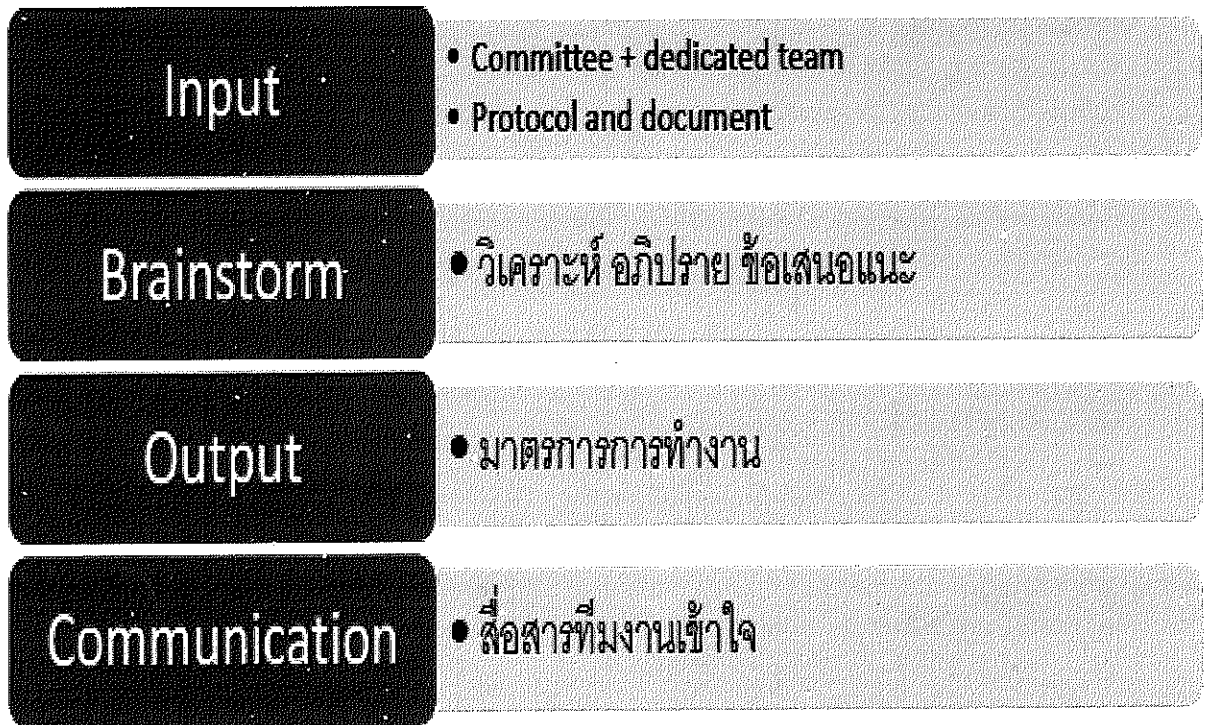 Input
• Committee + dedicated team
• Protocol and document
Brainstorm
• วิเคราะห์ อภิปราย ข้อเสนอแนะ
Output
• มาตรการการทำงาน
Communication
• สื่อสารทีมงานเข้าใจ